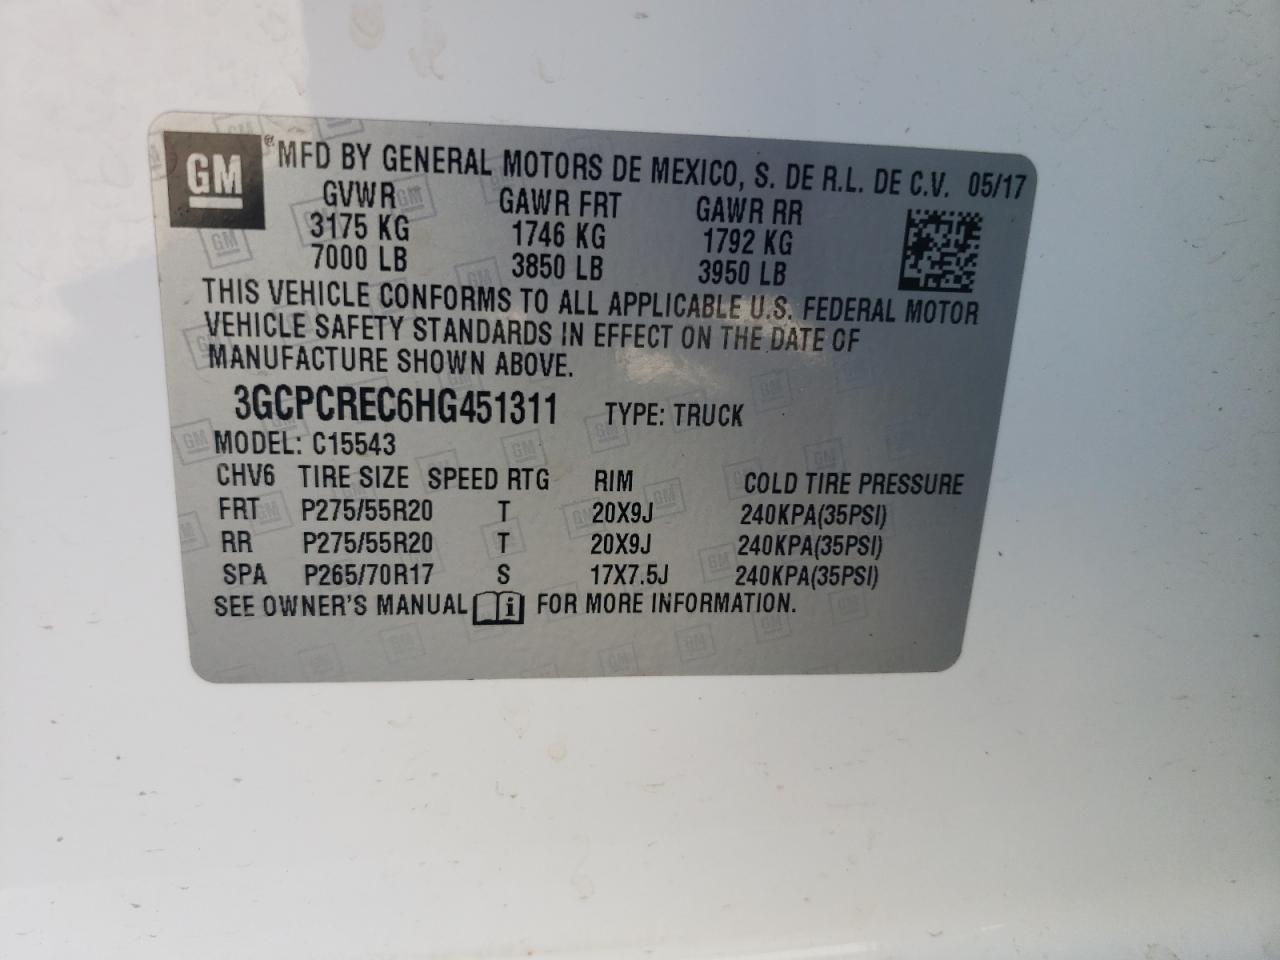 GM ® MFD BY GENERAL MOTORS DE MEXICO, S. DE R.L. DE C.V. 05/17
GVWR GAWR FRT GAWR RR
3175 KG 1746 KG 1792 KG
7000 LB 3850 LB 3950 LB
THIS VEHICLE CONFORMS TO ALL APPLICABLE U.S. FEDERAL MOTOR
VEHICLE SAFETY STANDARDS IN EFFECT ON THE DATE OF
MANUFACTURE SHOWN ABOVE.
3GCPCREC6HG451311 TYPE: TRUCK
MODEL: C15543
CHV6 TIRE SIZE SPEED RTG RIM COLD TIRE PRESSURE
FRT P275/55R20 T 20X9J 240KPA(35PSI)
RR P275/55R20 T 20X9J 240KPA(35PSI)
SPA P265/70R17 S 17X7.5J 240KPA(35PSI)
SEE OWNER'S MANUAL i FOR MORE INFORMATION.